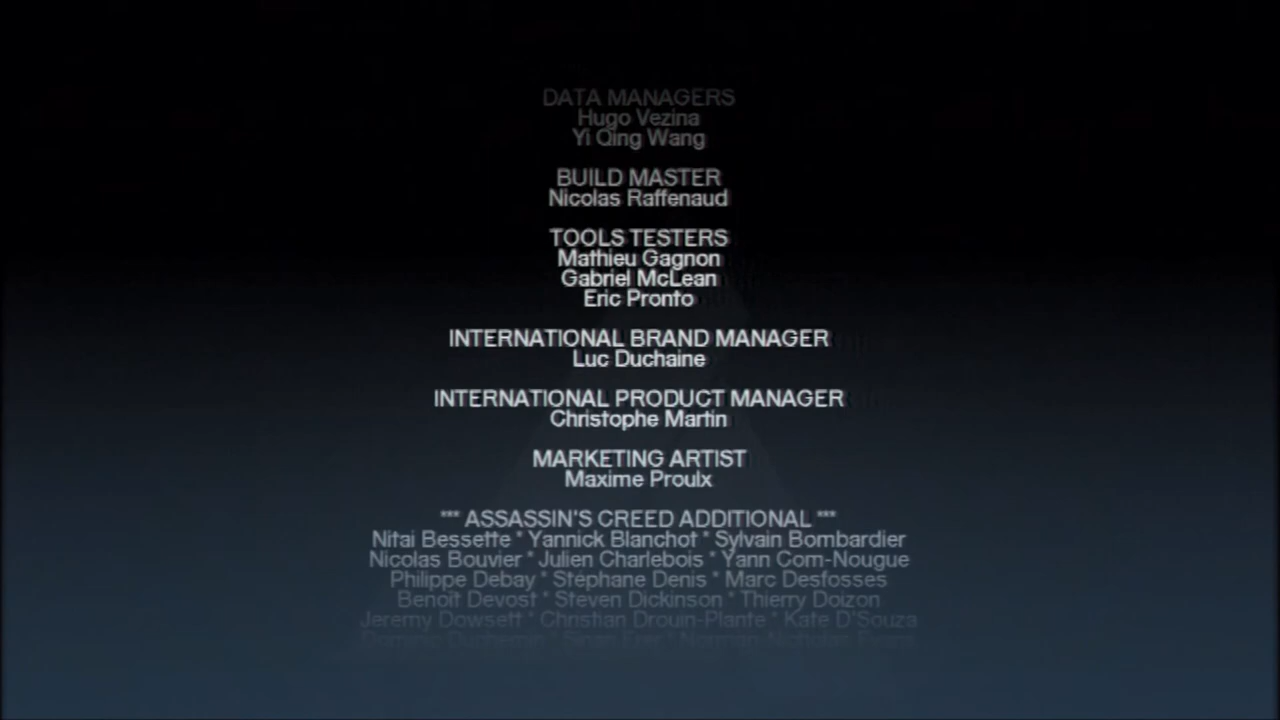 DATA MANAGERS
Hugo Vezina
Yi Qing Wang
BUILD MASTER
Nicolas Raffenaud
TOOLS TESTERS
Mathieu Gagnon
Gabriel McLean
Eric Pronto
INTERNATIONAL BRAND MANAGER
Luc Duchaine
INTERNATIONAL PRODUCT MANAGER
Christophe Martin
MARKETING ARTIST
Maxime Proulx
*** ASSASSIN'S CREED ADDITIONAL ***
Nitai Bessette * Yannick Blanchot * Sylvain Bombardier
Nicolas Bouvier * Julien Charlebois * Yann Corn-Nougue
Philippe Debay * Stéphane Denis * Marc Desfosses
Benoît Devost * Steven Dickinson * Thierry Doizon
Jeremy Dowsett * Christian Drouin-Plante * Kate D'Souza